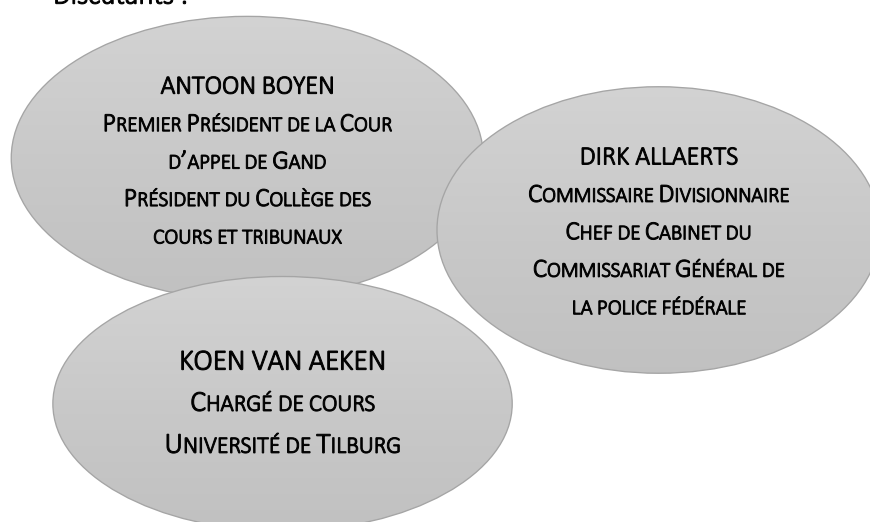 Discutants :
ANTOON BOYEN
PREMIER PRÉSIDENT DE LA COUR
D'APPEL DE GAND
PRÉSIDENT DU COLLÈGE DES
COURS ET TRIBUNAUX
DIRK ALLAERTS
COMMISSAIRE DIVISIONNAIRE
CHEF DE CABINET DU
COMMISSARIAT GÉNÉRAL DE
LA POLICE FÉDÉRALE
KOEN VAN AEKEN
CHARGÉ DE COURS
UNIVERSITÉ DE TILBURG